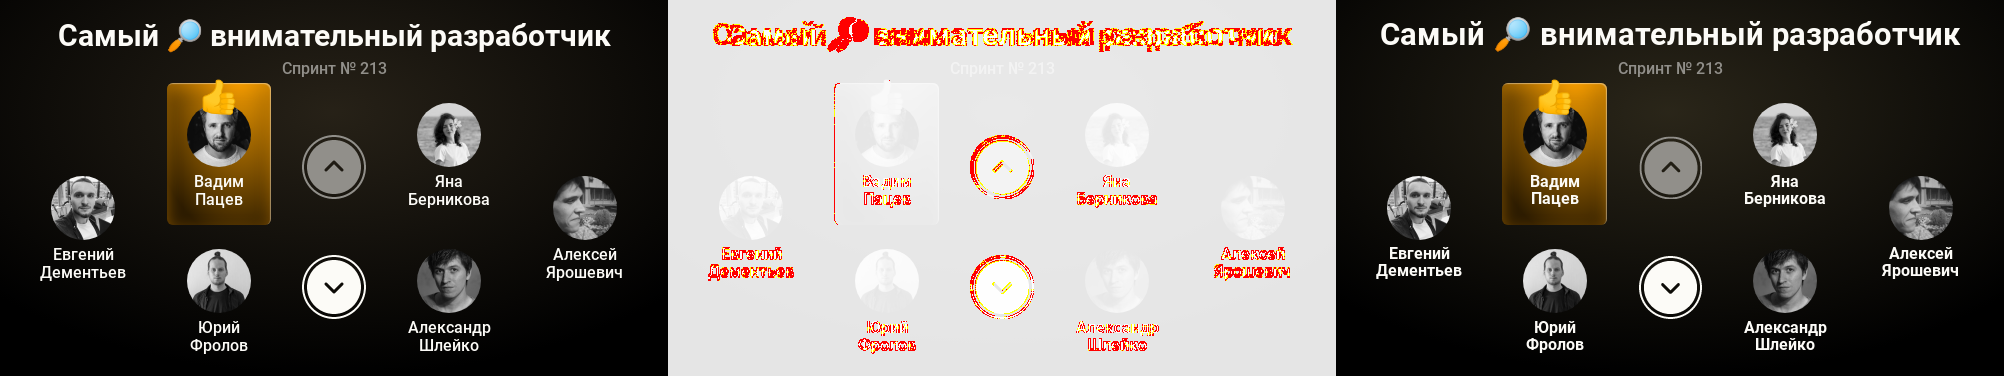 Самый 🔎 внимательный разработчик
Спринт № 213
Вадим
Пацев
Яна
Берникова
Евгений
Дементьев
Алексей
Ярошевич
Юрий
Фролов
Александр
Шлейко
Самый внимательный разработчик
Спринт № 213
Вадим
Пацев
Яна
Берникова
Евгений
Дементьев
Алексей
Ярошевич
Юрий
Фролов
Александр
Шлейко
Самый 🔎 внимательный разработчик
Спринт № 213
Вадим
Пацев
Яна
Берникова
Евгений
Дементьев
Алексей
Ярошевич
Юрий
Фролов
Александр
Шлейко